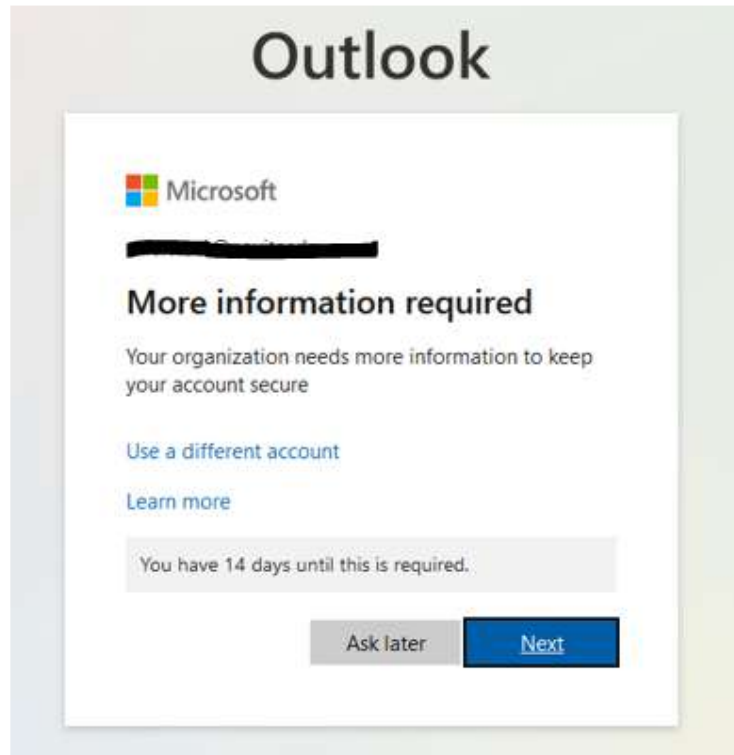 Outlook
Microsoft
More information required
Your organization needs more information to keep
your account secure
Use a different account
Learn more
You have 14 days until this is required.
Ask later
Next